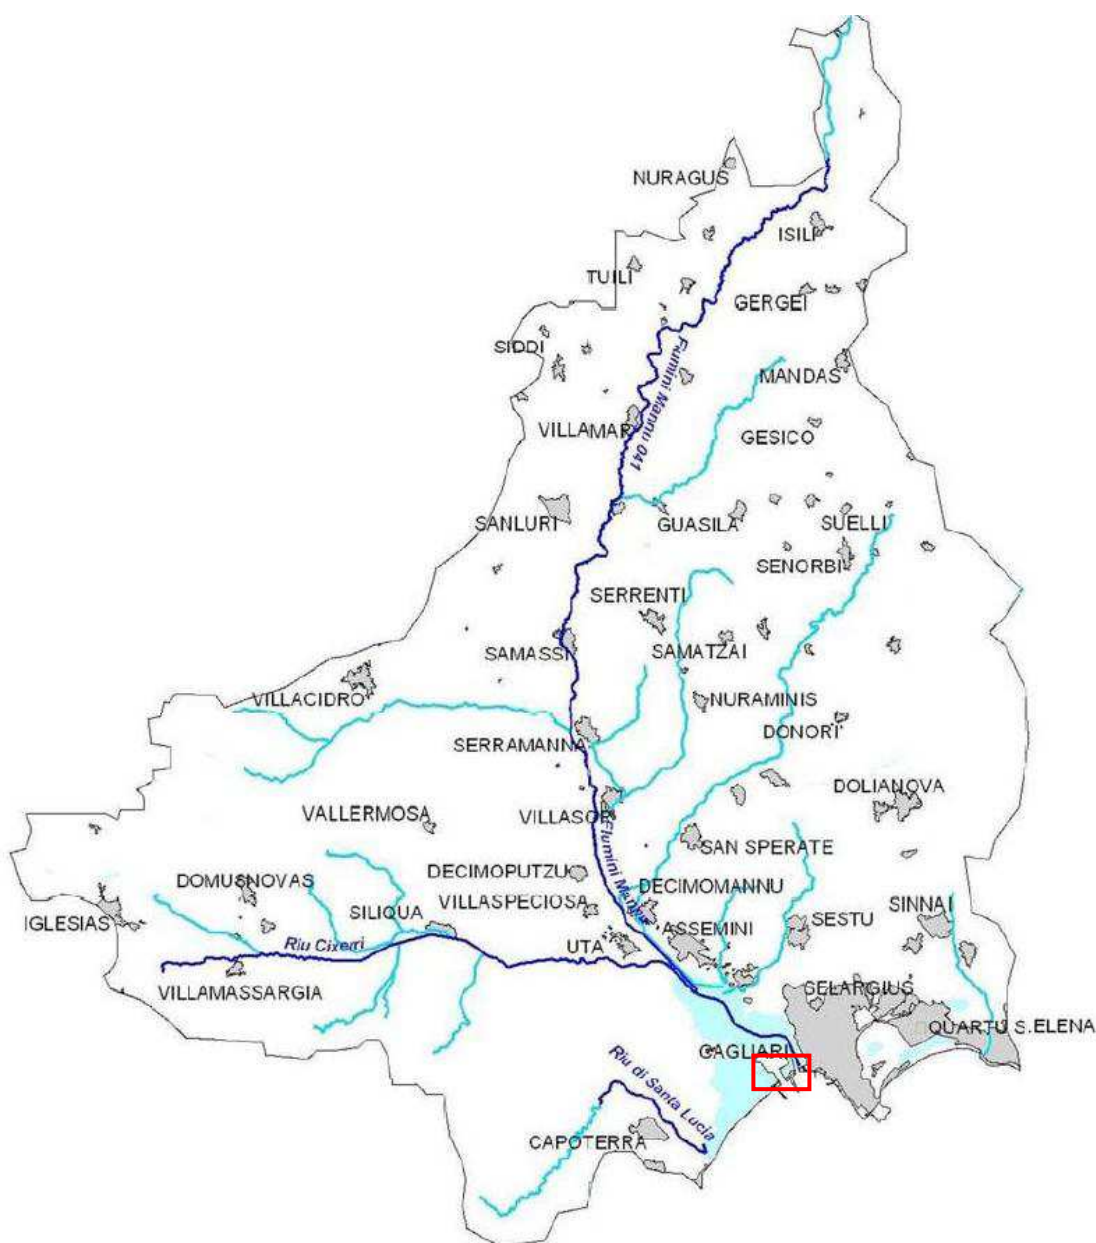 NURAGUS
ISILI
TUILI
GERGEI
SIDDI
Flumini Mannu 041
MANDAS
VILLAMAR
GESICO
SANLURI
GUASILA
SUELLI
SENORBI
SERRENTI
SAMASSI
SAMATZAI
VILLACIDRO
NURAMINIS
SERRAMANNA
DONORI
DOLIANOVA
VALLERMOSA
VILLASOR
Flumini Mannu
SAN SPERATE
DECIMOPUTZU
DOMUSNOVAS
DECIMOMANNU
VILLASPECIOSA
IGLESIAS
SILIQUA
SINNAI
SESTU
ASSEMINI
UTA
Riu Cixerri
VILLAMASSARGIA
SELARGIUS
QUARTU S.ELENA
CAGLIARI
Riu di Santa Lucia
CAPOTERRA